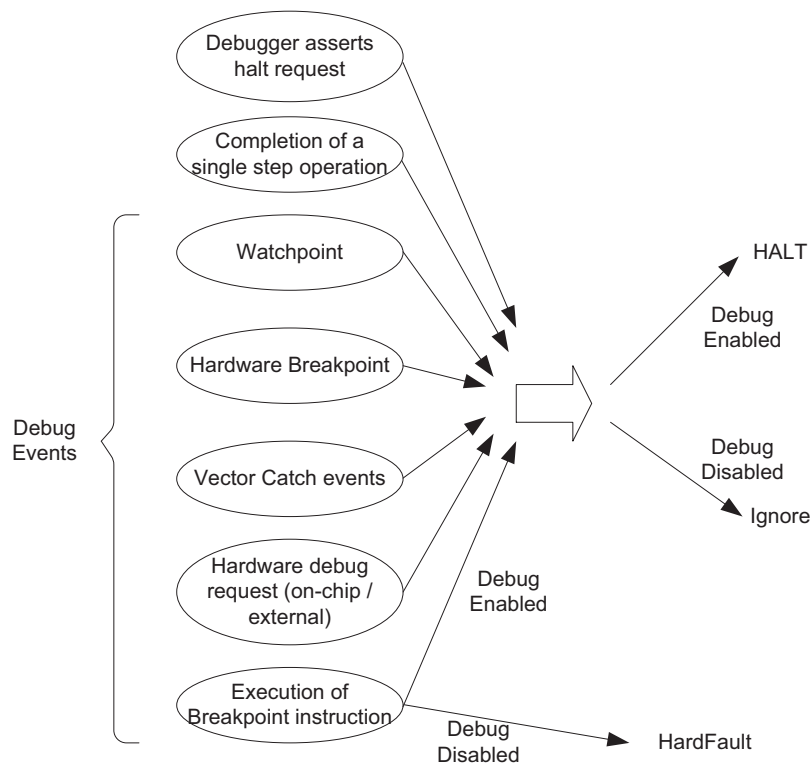 Debugger asserts
halt request
Completion of a
single step operation
Watchpoint
HALT
Debug
Enabled
Hardware Breakpoint
Debug
Events
Debug
Disabled
Vector Catch events
Ignore
Hardware debug
request (on-chip /
external)
Debug
Enabled
Execution of
Breakpoint instruction
Debug
Disabled
HardFault